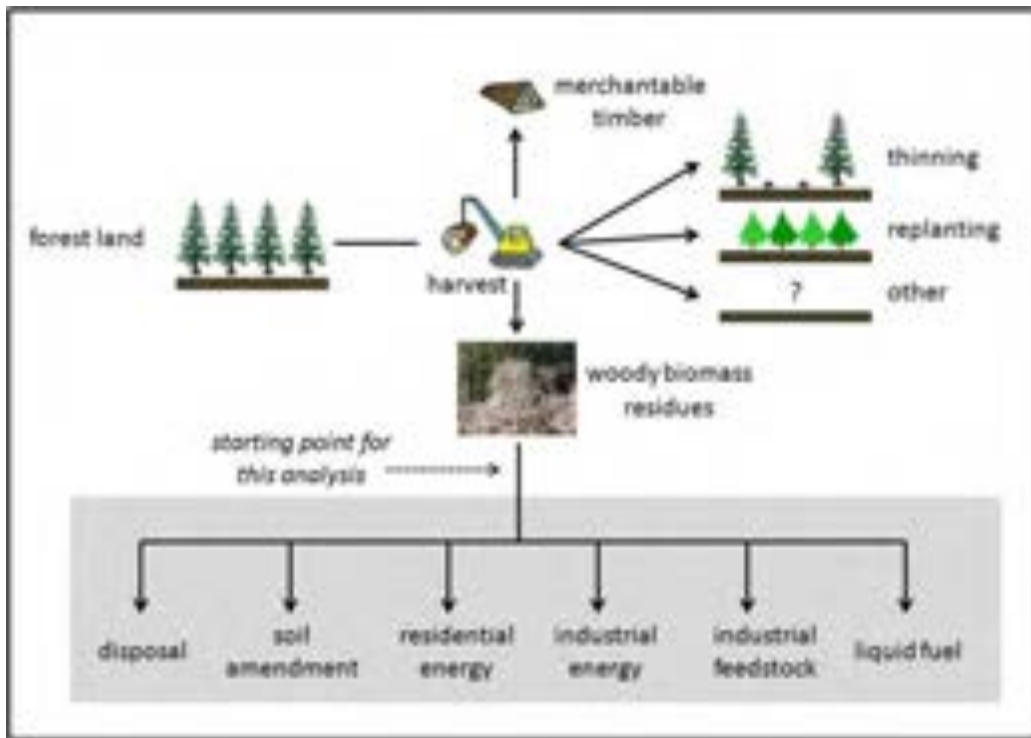 merchantable
timber
thinning
forest land
replanting
harvest
?
other
woody biomass
residues
starting point for
this analysis
disposal
soil
amendment
residential
energy
industrial
energy
industrial
feedstock
liquid fuel